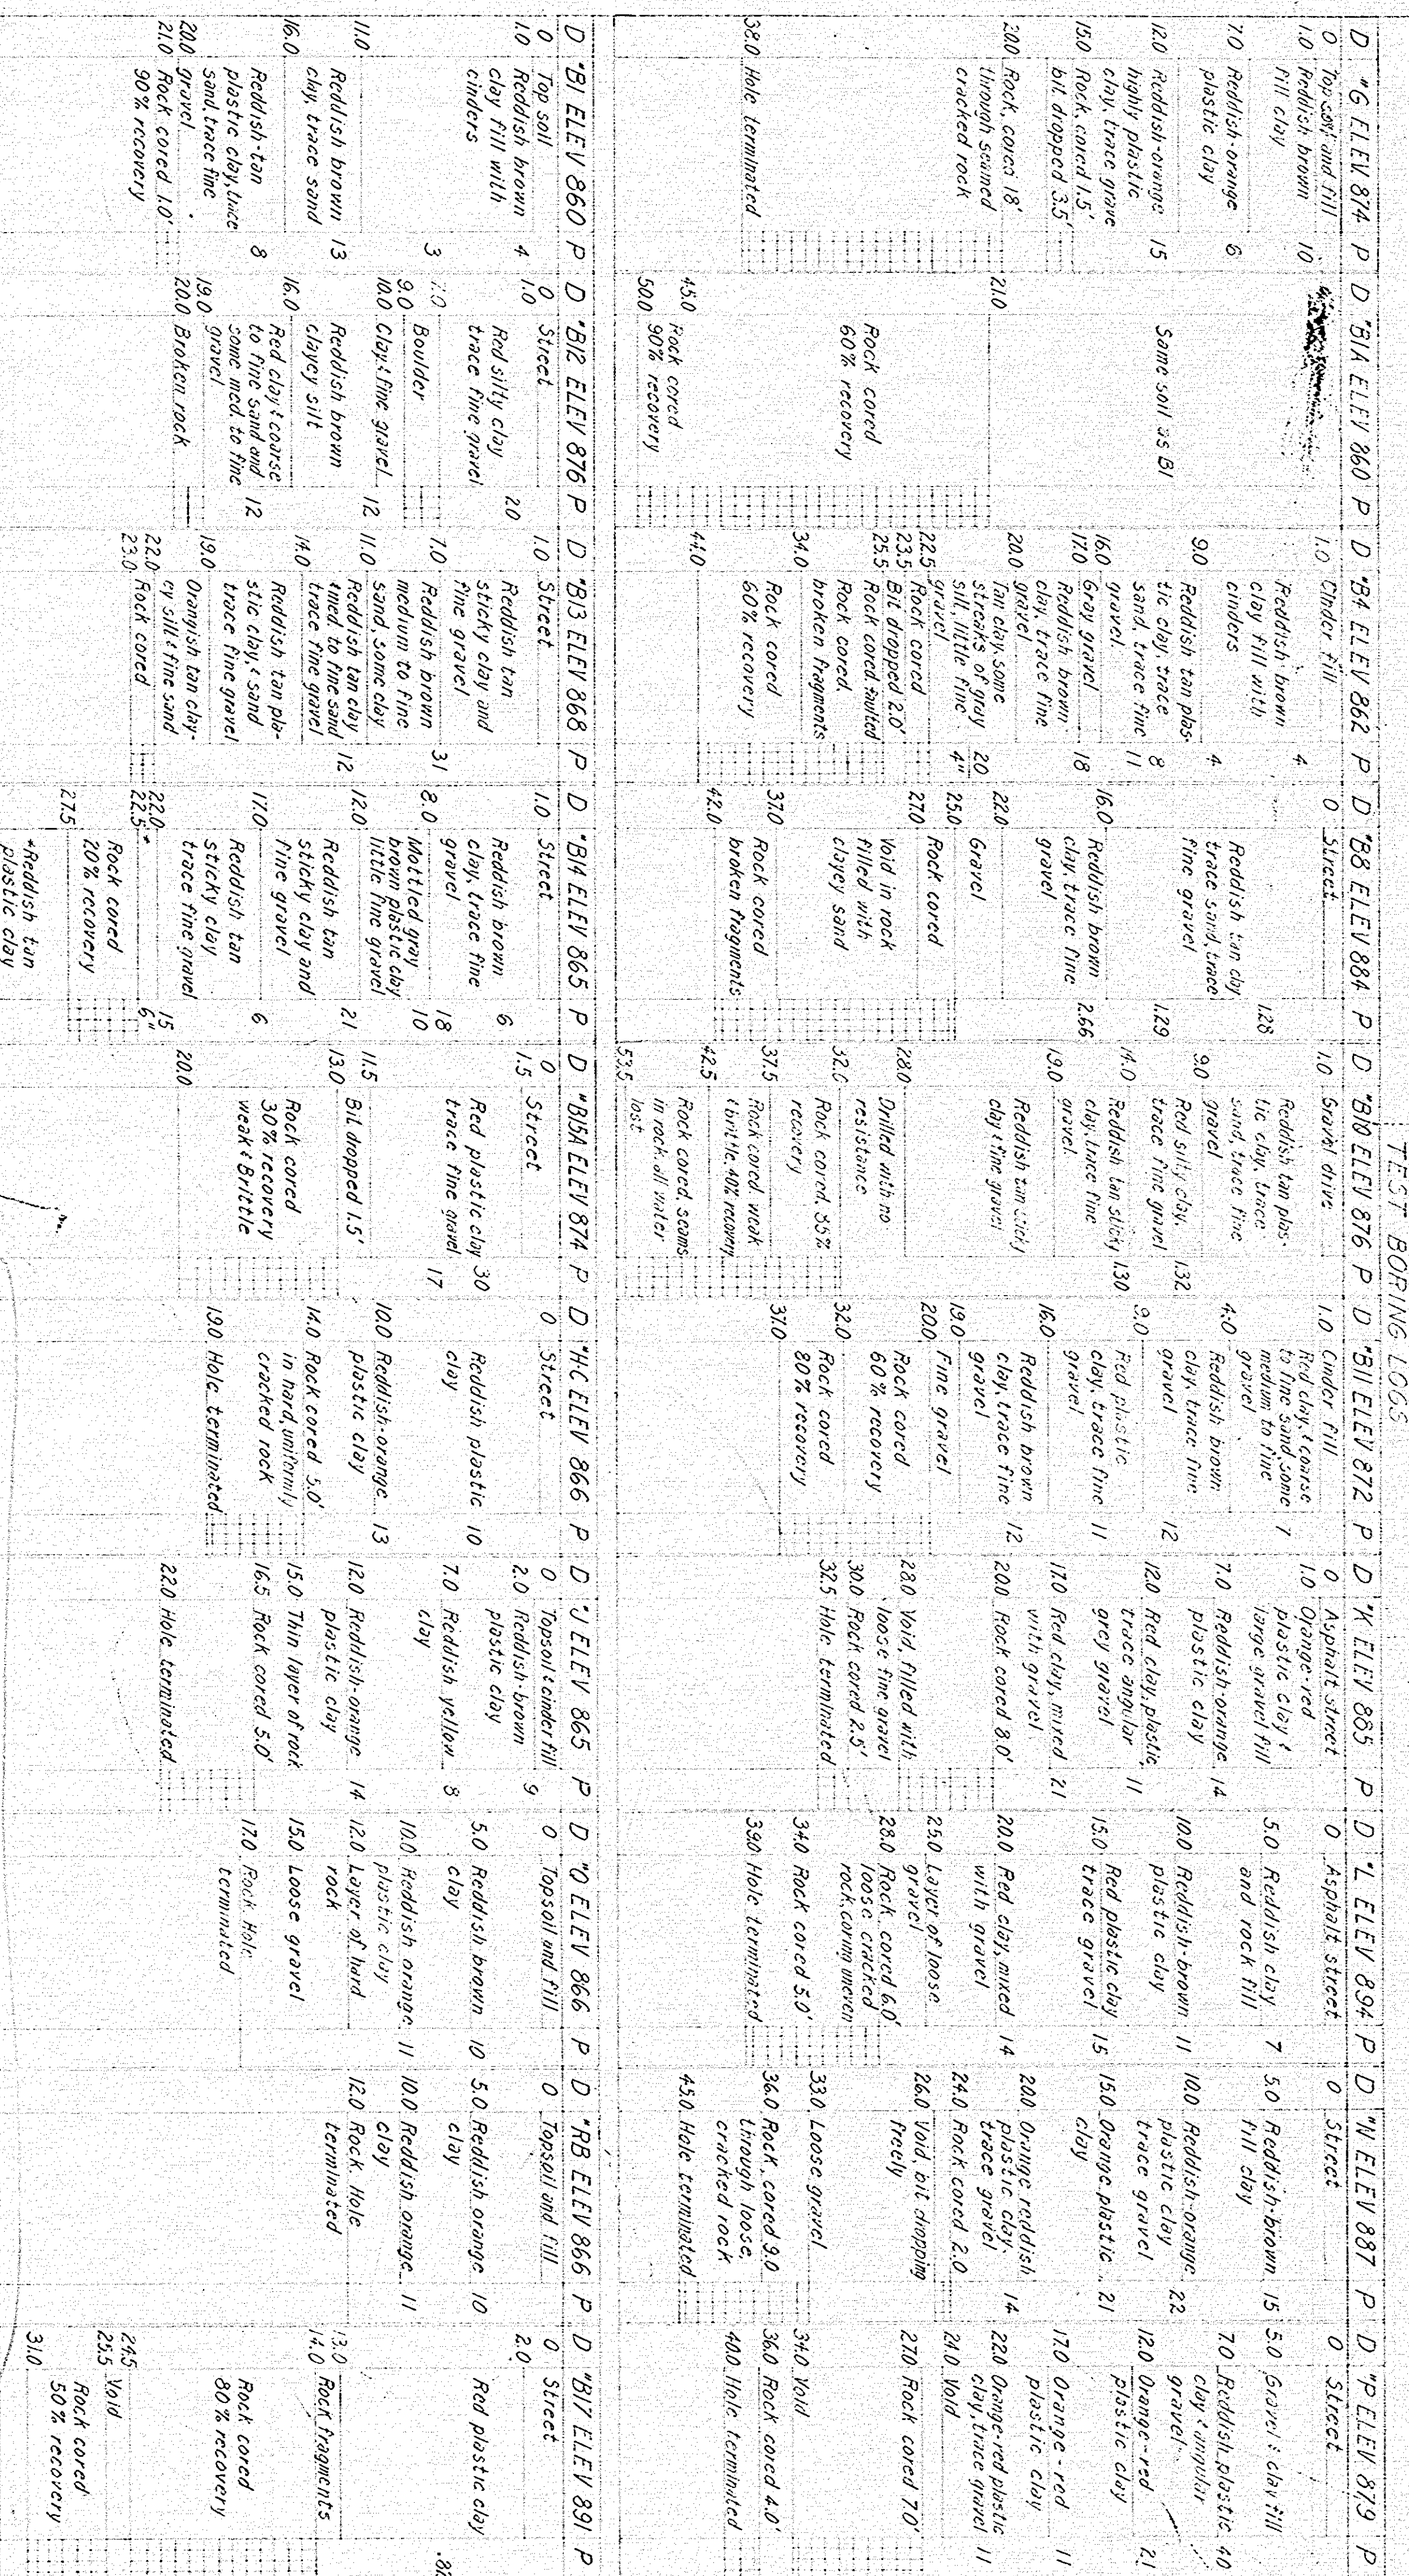 TEST BORING LOGS
D "G ELEV 874 P
0 Top soil and fill
1.0 Reddish brown 10
fill clay
7.0 Reddish-orange 6
plastic clay
12.0 Reddish-orange 15
highly plastic
clay, trace grave
15.0 Rock, cored 1.5'
bit dropped 3.5'
20.0 Rock, cored 18'
through seamed
cracked rock
38.0 Hole terminated
D "B1A ELEV 860 P
Same soil as B1
21.0
Rock cored
60% recovery
45.0
Rock cored
90% recovery
50.0
D "B4 ELEV 862 P
1.0 Cinder fill
Reddish brown 4
clay fill with
cinders
9.0 4
Reddish tan plas-
tic clay, trace 8
sand, trace fine 11
gravel.
16.0 Gray gravel
17.0 Reddish brown 18
clay, trace fine
gravel
20.0 Tan clay, some
streaks of gray 20
silt, little fine 4"
gravel
22.5 Rock cored
23.5 Bit dropped 2.0'
25.5 Rock cored faulted
Rock cored.
broken fragments
34.0
Rock cored
60% recovery
44.0
D "B8 ELEV 884 P
0 Street
1.28
Reddish tan clay
trace sand, trace
fine gravel 1.29
16.0 2.66
Reddish brown
clay, trace fine
gravel
22.0
Gravel
25.0
Rock cored
27.0
Void in rock
filled with
clayey sand
37.0
Rock cored
broken fragments
42.0
D "B10 ELEV 876 P
1.0 Gravel drive
Reddish tan plas-
tic clay, trace
sand, trace fine
gravel
9.0 1.32
Red silty clay,
trace fine gravel
14.0 1.30
Reddish tan sticky
clay, trace fine
gravel.
19.0
Reddish tan sticky
clay & fine gravel
28.0
Drilled with no
resistance
32.0
Rock cored. 35%
recovery
37.5
Rock cored. weak
& brittle. 40% recovery
42.5
Rock cored, seams
in rock. all water
lost
53.5
D "B11 ELEV 872 P
1.0 Cinder fill
Red clay, & coarse
to fine sand, some
medium to fine 7
gravel
4.0
Reddish brown
clay, trace fine
gravel 12
9.0
Red plastic
clay, trace fine 11
gravel
16.0
Reddish brown
clay, trace fine 12
gravel
19.0
Fine gravel
20.0
Rock cored
60% recovery
32.0
Rock cored
80% recovery
37.0
D "K ELEV 885 P
0 Asphalt street
1.0 Orange-red
plastic clay &
large gravel fill
7.0 Reddish orange 14
plastic clay
12.0 Red clay, plastic, 11
trace angular
grey gravel
17.0 Red clay, mixed 21
with gravel
20.0 Rock cored 8.0'
28.0 Void, filled with
loose fine gravel
30.0 Rock cored 2.5'
32.5 Hole terminated
D "L ELEV 894 P
0 Asphalt street
5.0 Reddish clay 7
and rock fill
10.0 Reddish-brown 11
plastic clay
15.0 Red plastic clay 15
trace gravel
20.0 Red clay, mixed 14
with gravel
25.0 Layer of loose
gravel
28.0 Rock cored 6.0'
loose cracked
rock, coring uneven
34.0 Rock cored 5.0'
39.0 Hole terminated
D "N ELEV 887 P
0 Street
5.0 Reddish-brown 15
fill clay
10.0 Reddish-orange 22
plastic clay
trace gravel
15.0 Orange plastic 21
clay
20.0 Orange reddish 14
plastic clay,
trace gravel
24.0 Rock cored 2.0
26.0 Void, bit dropping
freely
33.0 Loose gravel
36.0 Rock, cored 9.0
through loose,
cracked rock
45.0 Hole terminated
D "P ELEV 879 P
0 Street
5.0 Gravel & clay fill
7.0 Reddish plastic 40
clay & angular
gravel
12.0 Orange-red 21
plastic clay
17.0 Orange-red 11
plastic clay
22.0 Orange-red plastic 11
clay, trace gravel
24.0 Void
27.0 Rock cored 7.0'
34.0 Void
36.0 Rock cored 4.0'
40.0 Hole terminated
D "B1 ELEV 860 P
0 Top soil
1.0 Reddish brown 4
clay fill with
cinders
3
11.0
Reddish brown 13
clay, trace sand
16.0
Reddish-tan 8
plastic clay, trace
sand, trace fine
gravel
20.0
21.0 Rock cored 1.0'
90% recovery
D "B12 ELEV 876 P
0 Street
1.0
Red silty clay 20
trace fine gravel
7.0
Boulder
9.0
10.0 Clay & fine gravel
12
Reddish brown
clayey silt
16.0
Red clay & coarse
to fine sand and 12
some med. to fine
gravel
19.0
20.0 Broken rock
D "B13 ELEV 868 P
1.0 Street
Reddish tan
sticky clay and
fine gravel
7.0 31
Reddish brown
medium to fine
sand, some clay
11.0 Reddish tan clay
& med to fine sand 12
trace fine gravel
14.0
Reddish tan pla-
stic clay, & sand
trace fine gravel
19.0
Orangish tan clay-
ey silt & fine sand
22.0
23.0 Rock cored
D "B14 ELEV 865 P
1.0 Street
Reddish brown 6
clay, trace fine
gravel 18
8.0 10
Mottled gray
brown plastic clay
little fine gravel
12.0 21
Reddish tan
sticky clay and
fine gravel
17.0 6
Reddish tan
sticky clay
trace fine gravel
22.0 15
22.5 * 6"
Rock cored
20% recovery
27.5
*Reddish tan
plastic clay
D "B15A ELEV 874 P
0 Street
1.5
Red plastic clay 30
trace fine gravel
17
11.5
Bit dropped 1.5'
13.0
Rock cored
30% recovery
weak & Brittle
20.0
D "H-C ELEV 866 P
0 Street
Reddish plastic 10
clay
10.0 Reddish-orange 13
plastic clay
14.0 Rock cored 5.0'
in hard, uniformly
cracked rock
19.0 Hole terminated
D "J ELEV 865 P
0 Topsoil & cinder fill
2.0 Reddish-brown 9
plastic clay
7.0 Reddish yellow 8
clay
12.0 Reddish-orange 14
plastic clay
15.0 Thin layer of rock
16.5 Rock cored 5.0'
22.0 Hole terminated
D "O ELEV 866 P
0 Topsoil and fill
5.0 Reddish brown 10
clay
10.0 Reddish orange 11
plastic clay
12.0 Layer of hard
rock
15.0 Loose gravel
17.0 Rock Hole
terminated
D "RB ELEV 866 P
0 Topsoil and fill
5.0 Reddish orange 10
clay
10.0 Reddish orange 11
clay
12.0 Rock. Hole
terminated
D "B17 ELEV 891 P
0 Street
2.0
Red plastic clay
13.0
14.0 Rock fragments
Rock cored
80% recovery
24.5
25.5 Void
Rock cored
50% recovery
31.0